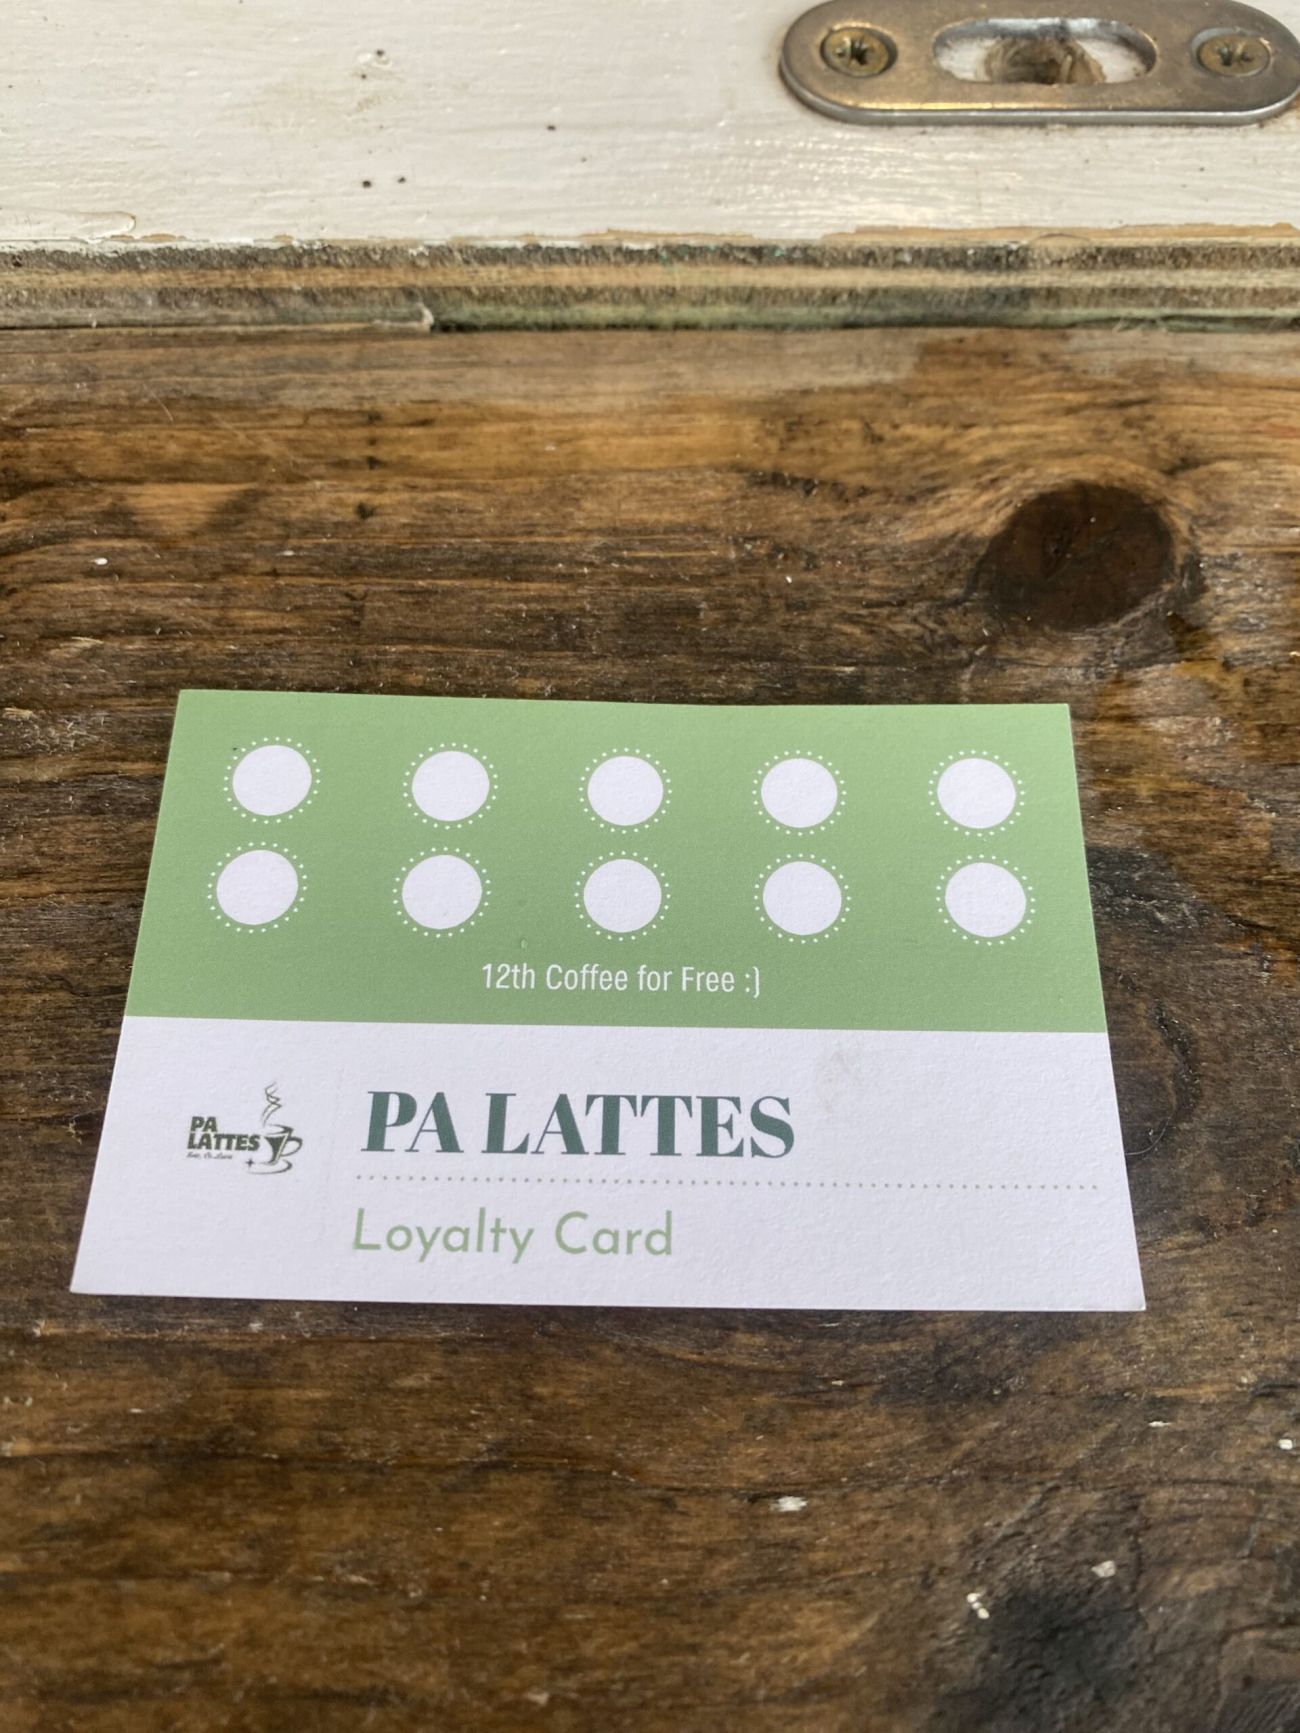 12th Coffee for Free :)
PA
LATTES
PA LATTES
Loyalty Card